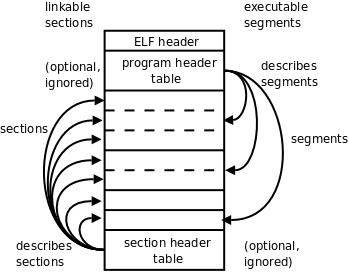 linkable
sections
executable
segments
ELF header
(optional,
ignored)
program header
table
describes
segments
sections
segments
describes
sections
section header
table
(optional,
ignored)